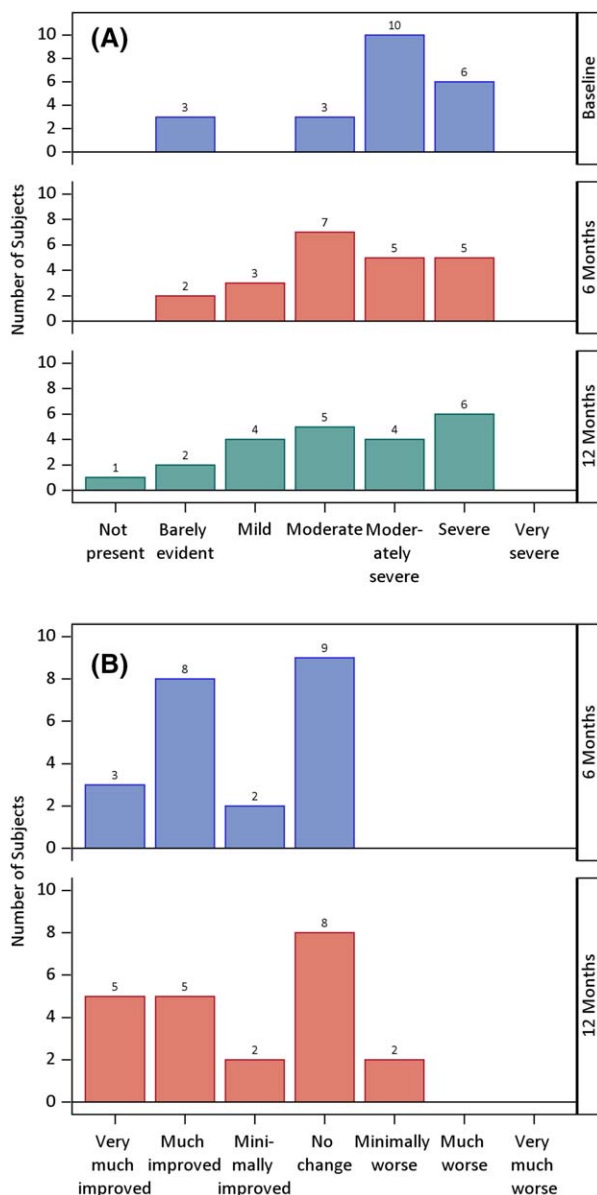 (A)
Number of Subjects
10
8
6
4
2
0
3
3
10
6
Baseline
10
8
6
4
2
0
2
3
7
5
5
6 Months
10
8
6
4
2
0
1
2
4
5
4
6
12 Months
Not present
Barely evident
Mild
Moderate
Moder-
ately
severe
Severe
Very
severe
(B)
Number of Subjects
10
8
6
4
2
0
3
8
2
9
6 Months
10
8
6
4
2
0
5
5
2
8
2
12 Months
Very
much
improved
Much
improved
Mini-
mally
improved
No
change
Minimally
worse
Much
worse
Very
much
worse